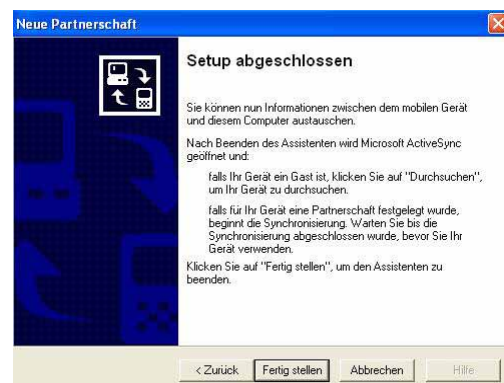 Neue Partnerschaft
Setup abgeschlossen
Sie können nun Informationen zwischen dem mobilen Gerät
und diesem Computer austauschen.
Nach Beenden des Assistenten wird Microsoft ActiveSync
geöffnet und:
falls Ihr Gerät ein Gast ist, klicken Sie auf "Durchsuchen",
um Ihr Gerät zu durchsuchen.
falls für Ihr Gerät eine Partnerschaft festgelegt wurde,
beginnt die Synchronisierung. Warten Sie bis die
Synchronisierung abgeschlossen wurde, bevor Sie Ihr
Gerät verwenden.
Klicken Sie auf "Fertig stellen", um den Assistenten zu
beenden.
< Zurück Fertig stellen Abbrechen Hilfe